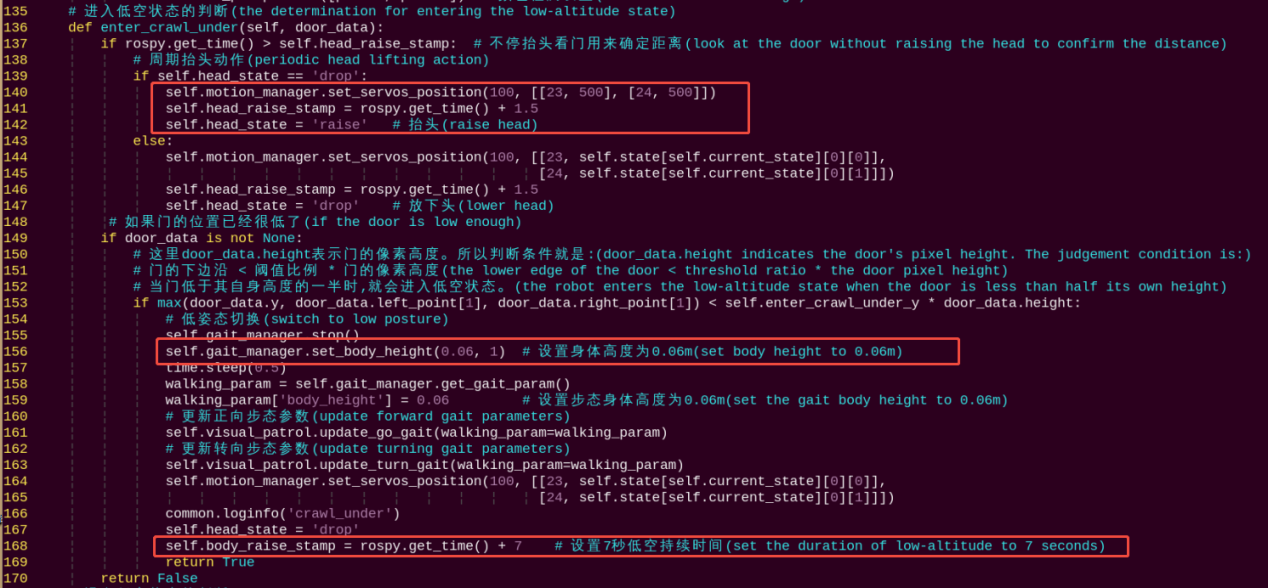 135 # 进入低空状态的判断(the determination for entering the low-altitude state)
136 def enter_crawl_under(self, door_data):
137 if rospy.get_time() > self.head_raise_stamp: # 不停抬头看门用来确定距离(look at the door without raising the head to confirm the distance)
138 # 周期抬头动作(periodic head lifting action)
139 if self.head_state == 'drop':
140 self.motion_manager.set_servos_position(100, [[23, 500], [24, 500]])
141 self.head_raise_stamp = rospy.get_time() + 1.5
142 self.head_state = 'raise' # 抬头(raise head)
143 else:
144 self.motion_manager.set_servos_position(100, [[23, self.state[self.current_state][0][0]],
145 [24, self.state[self.current_state][0][1]]])
146 self.head_raise_stamp = rospy.get_time() + 1.5
147 self.head_state = 'drop' # 放下头(lower head)
148 # 如果门的位置已经很低了(if the door is low enough)
149 if door_data is not None:
150 # 这里door_data.height表示门的像素高度。所以判断条件就是:(door_data.height indicates the door's pixel height. The judgement condition is:)
151 # 门的下边沿 < 阈值比例 * 门的像素高度(the lower edge of the door < threshold ratio * the door pixel height)
152 # 当门低于其自身高度的一半时,就会进入低空状态。(the robot enters the low-altitude state when the door is less than half its own height)
153 if max(door_data.y, door_data.left_point[1], door_data.right_point[1]) < self.enter_crawl_under_y * door_data.height:
154 # 低姿态切换(switch to low posture)
155 self.gait_manager.stop()
156 self.gait_manager.set_body_height(0.06, 1) # 设置身体高度为0.06m(set body height to 0.06m)
157 time.sleep(0.5)
158 walking_param = self.gait_manager.get_gait_param()
159 walking_param['body_height'] = 0.06 # 设置步态身体高度为0.06m(set the gait body height to 0.06m)
160 # 更新正向步态参数(update forward gait parameters)
161 self.visual_patrol.update_go_gait(walking_param=walking_param)
162 # 更新转向步态参数(update turning gait parameters)
163 self.visual_patrol.update_turn_gait(walking_param=walking_param)
164 self.motion_manager.set_servos_position(100, [[23, self.state[self.current_state][0][0]],
165 [24, self.state[self.current_state][0][1]]])
166 common.loginfo('crawl_under')
167 self.head_state = 'drop'
168 self.body_raise_stamp = rospy.get_time() + 7 # 设置7秒低空持续时间(set the duration of low-altitude to 7 seconds)
169 return True
170 return False